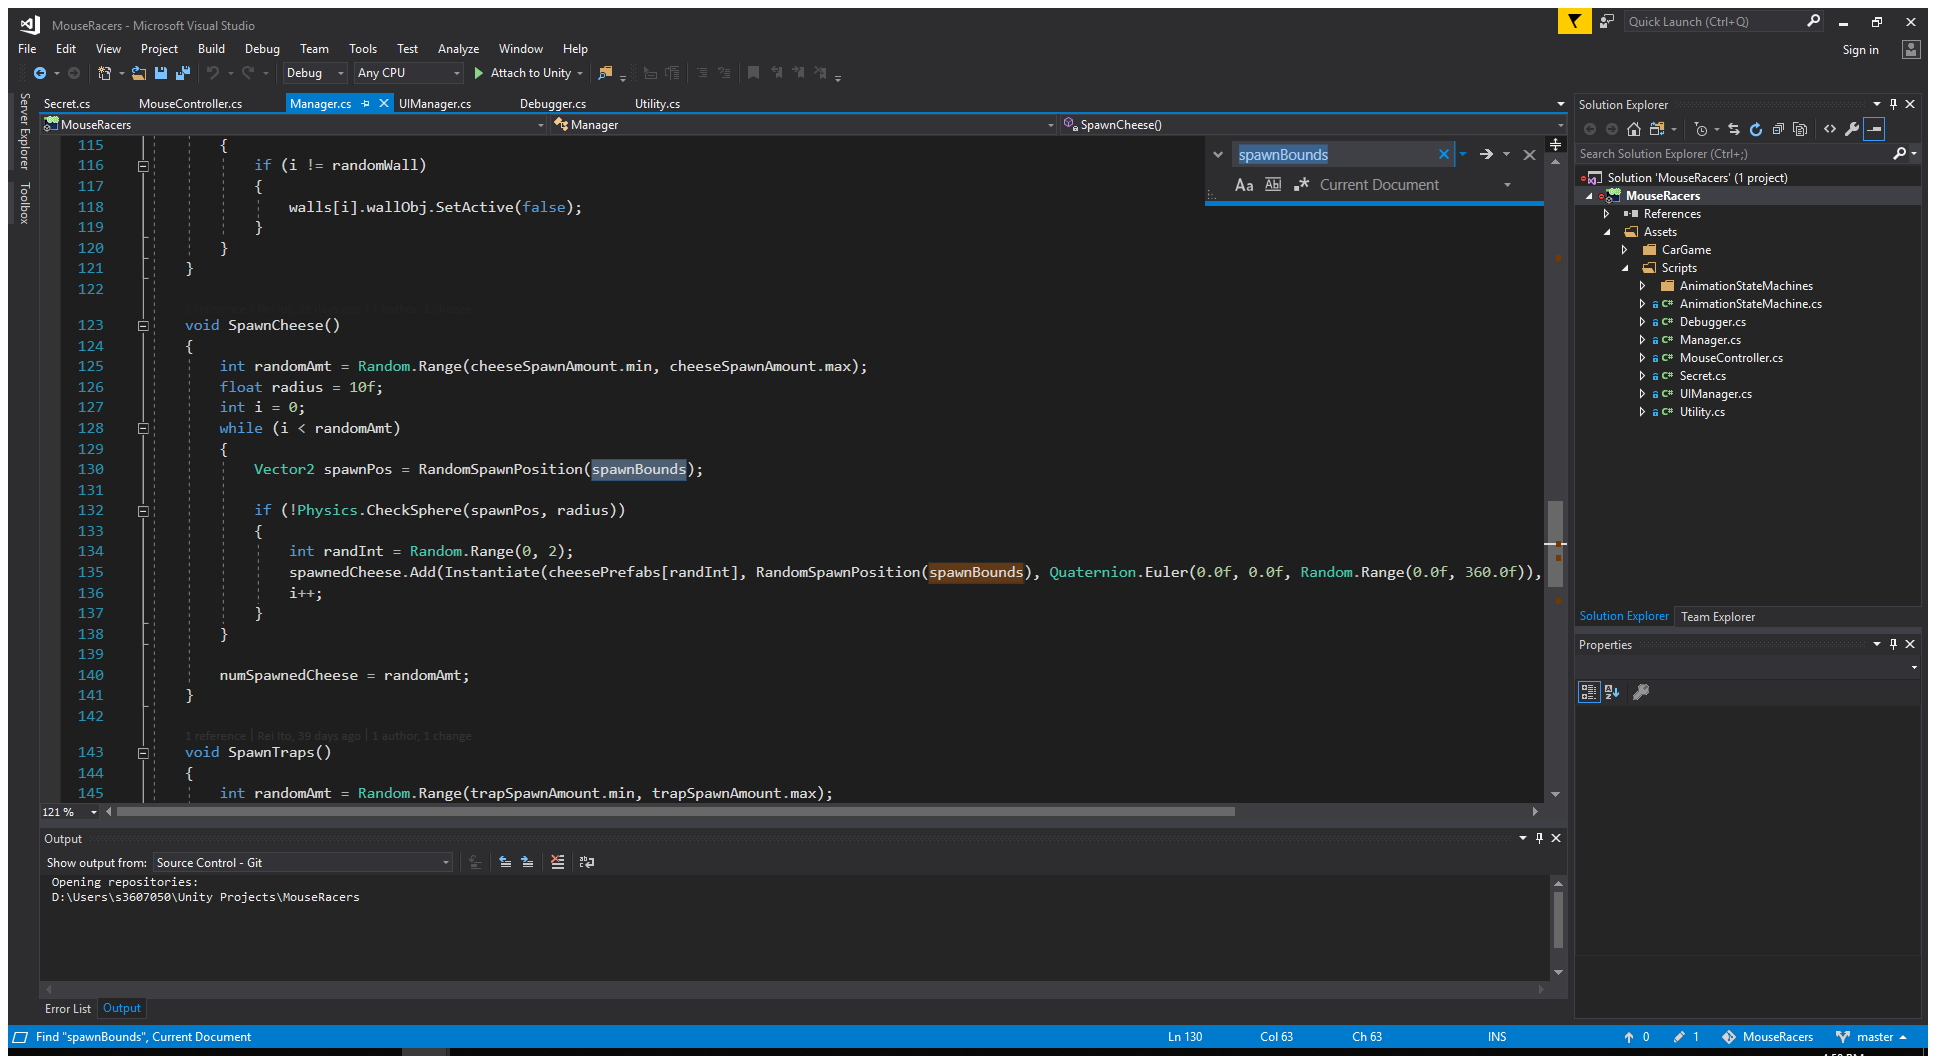 MouseRacers - Microsoft Visual Studio
Quick Launch (Ctrl+Q)
File Edit View Project Build Debug Team Tools Test Analyze Window Help
Sign in
Debug Any CPU Attach to Unity
Server Explorer
Toolbox
Secret.cs MouseController.cs Manager.cs UIManager.cs Debugger.cs Utility.cs
MouseRacers Manager SpawnCheese()
spawnBounds
Aa Ab .* Current Document
115 {
116 if (i != randomWall)
117 {
118 walls[i].wallObj.SetActive(false);
119 }
120 }
121 }
122
123 void SpawnCheese()
124 {
125 int randomAmt = Random.Range(cheeseSpawnAmount.min, cheeseSpawnAmount.max);
126 float radius = 10f;
127 int i = 0;
128 while (i < randomAmt)
129 {
130 Vector2 spawnPos = RandomSpawnPosition(spawnBounds);
131
132 if (!Physics.CheckSphere(spawnPos, radius))
133 {
134 int randInt = Random.Range(0, 2);
135 spawnedCheese.Add(Instantiate(cheesePrefabs[randInt], RandomSpawnPosition(spawnBounds), Quaternion.Euler(0.0f, 0.0f, Random.Range(0.0f, 360.0f)),
136 i++;
137 }
138 }
139
140 numSpawnedCheese = randomAmt;
141 }
142
1 reference | Rei Ito, 39 days ago | 1 author, 1 change
143 void SpawnTraps()
144 {
145 int randomAmt = Random.Range(trapSpawnAmount.min, trapSpawnAmount.max);
121 %
Output
Show output from: Source Control - Git
Opening repositories:
D:\Users\s3607050\Unity Projects\MouseRacers
Error List Output
Solution Explorer
Search Solution Explorer (Ctrl+;)
Solution 'MouseRacers' (1 project)
MouseRacers
References
Assets
CarGame
Scripts
AnimationStateMachines
C# AnimationStateMachine.cs
C# Debugger.cs
C# Manager.cs
C# MouseController.cs
C# Secret.cs
C# UIManager.cs
C# Utility.cs
Solution Explorer Team Explorer
Properties
Find "spawnBounds", Current Document Ln 130 Col 63 Ch 63 INS 0 1 MouseRacers master